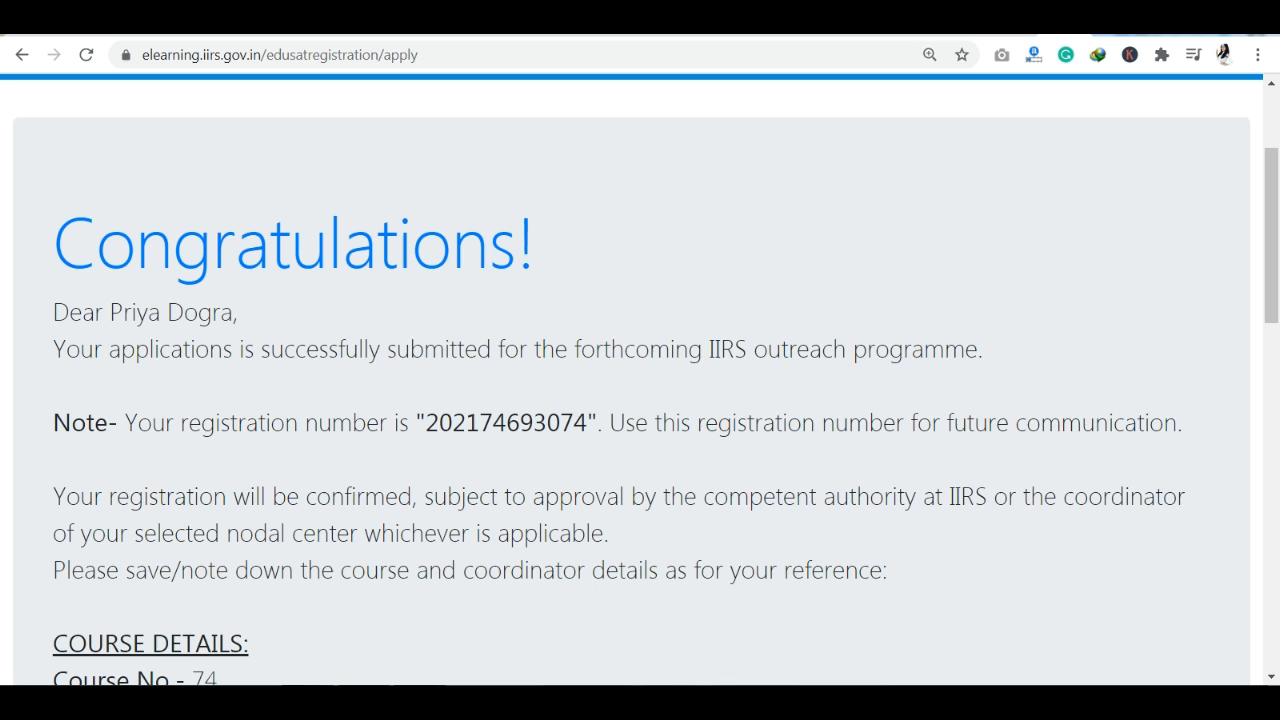 elearning.iirs.gov.in/edusatregistration/apply
Congratulations!
Dear Priya Dogra,
Your applications is successfully submitted for the forthcoming IIRS outreach programme.
Note- Your registration number is "202174693074". Use this registration number for future communication.
Your registration will be confirmed, subject to approval by the competent authority at IIRS or the coordinator
of your selected nodal center whichever is applicable.
Please save/note down the course and coordinator details as for your reference:
COURSE DETAILS:
Course No - 74